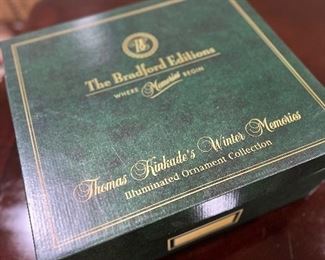 The Bradford Editions
WHERE Memories BEGIN
Thomas Kinkade's Winter Memories
Illuminated Ornament Collection